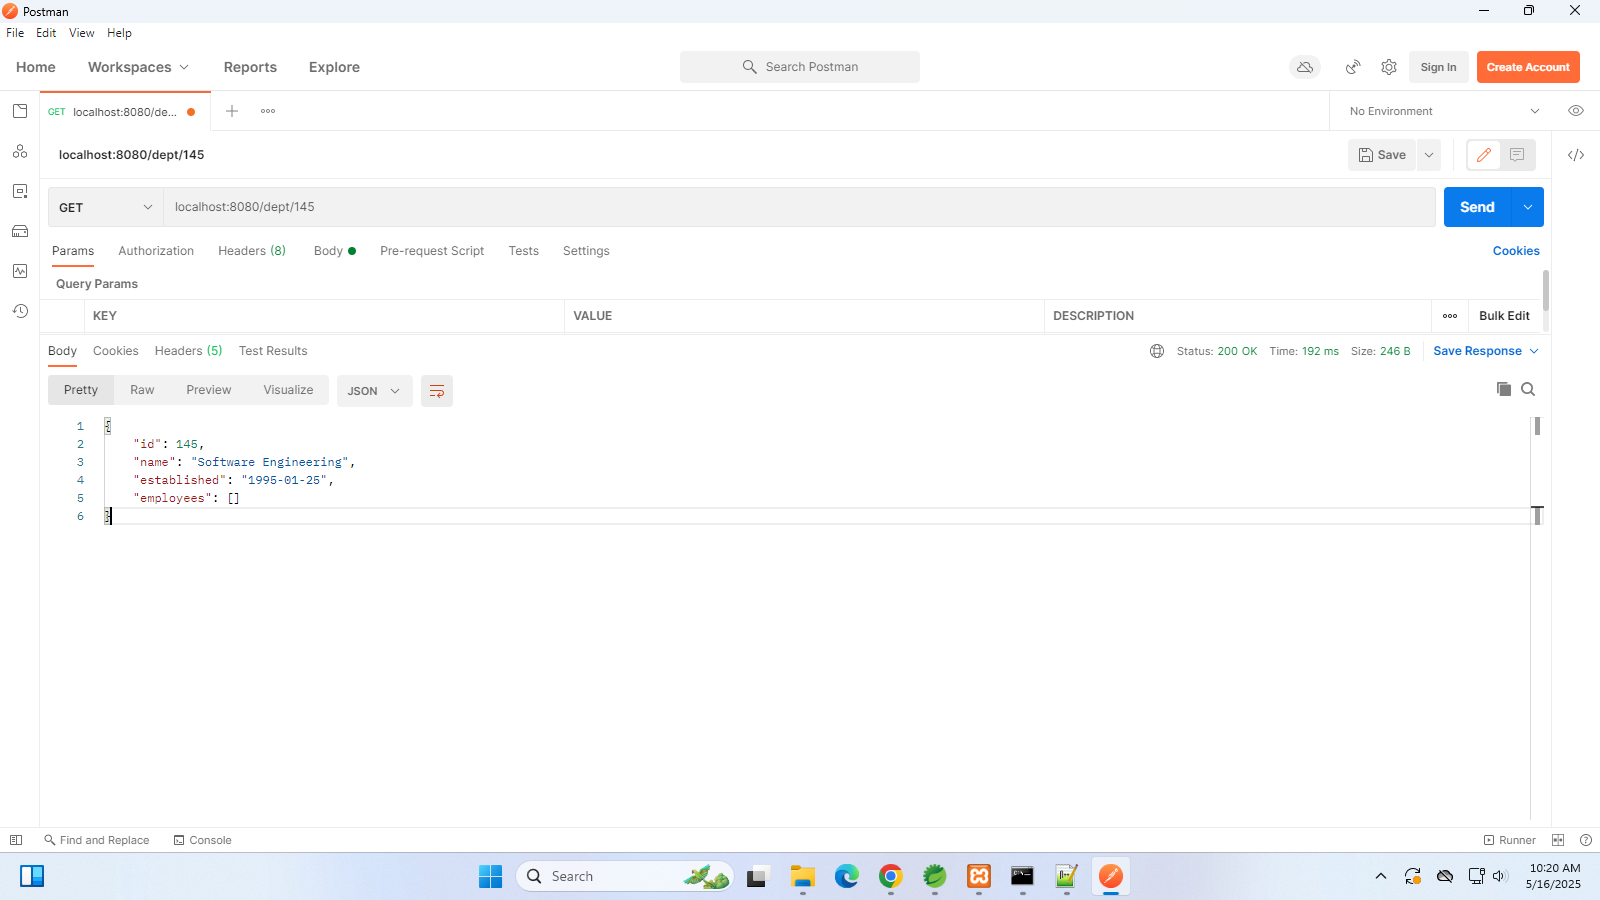 Postman
File Edit View Help
Home Workspaces Reports Explore Search Postman Sign In Create Account
GET localhost:8080/de... No Environment
localhost:8080/dept/145 Save
GET localhost:8080/dept/145 Send
Params Authorization Headers (8) Body Pre-request Script Tests Settings Cookies
Query Params
KEY VALUE DESCRIPTION Bulk Edit
Body Cookies Headers (5) Test Results Status: 200 OK Time: 192 ms Size: 246 B Save Response
Pretty Raw Preview Visualize JSON
1 {
2 "id": 145,
3 "name": "Software Engineering",
4 "established": "1995-01-25",
5 "employees": []
6 }
Find and Replace Console Runner
Search
10:20 AM
5/16/2025